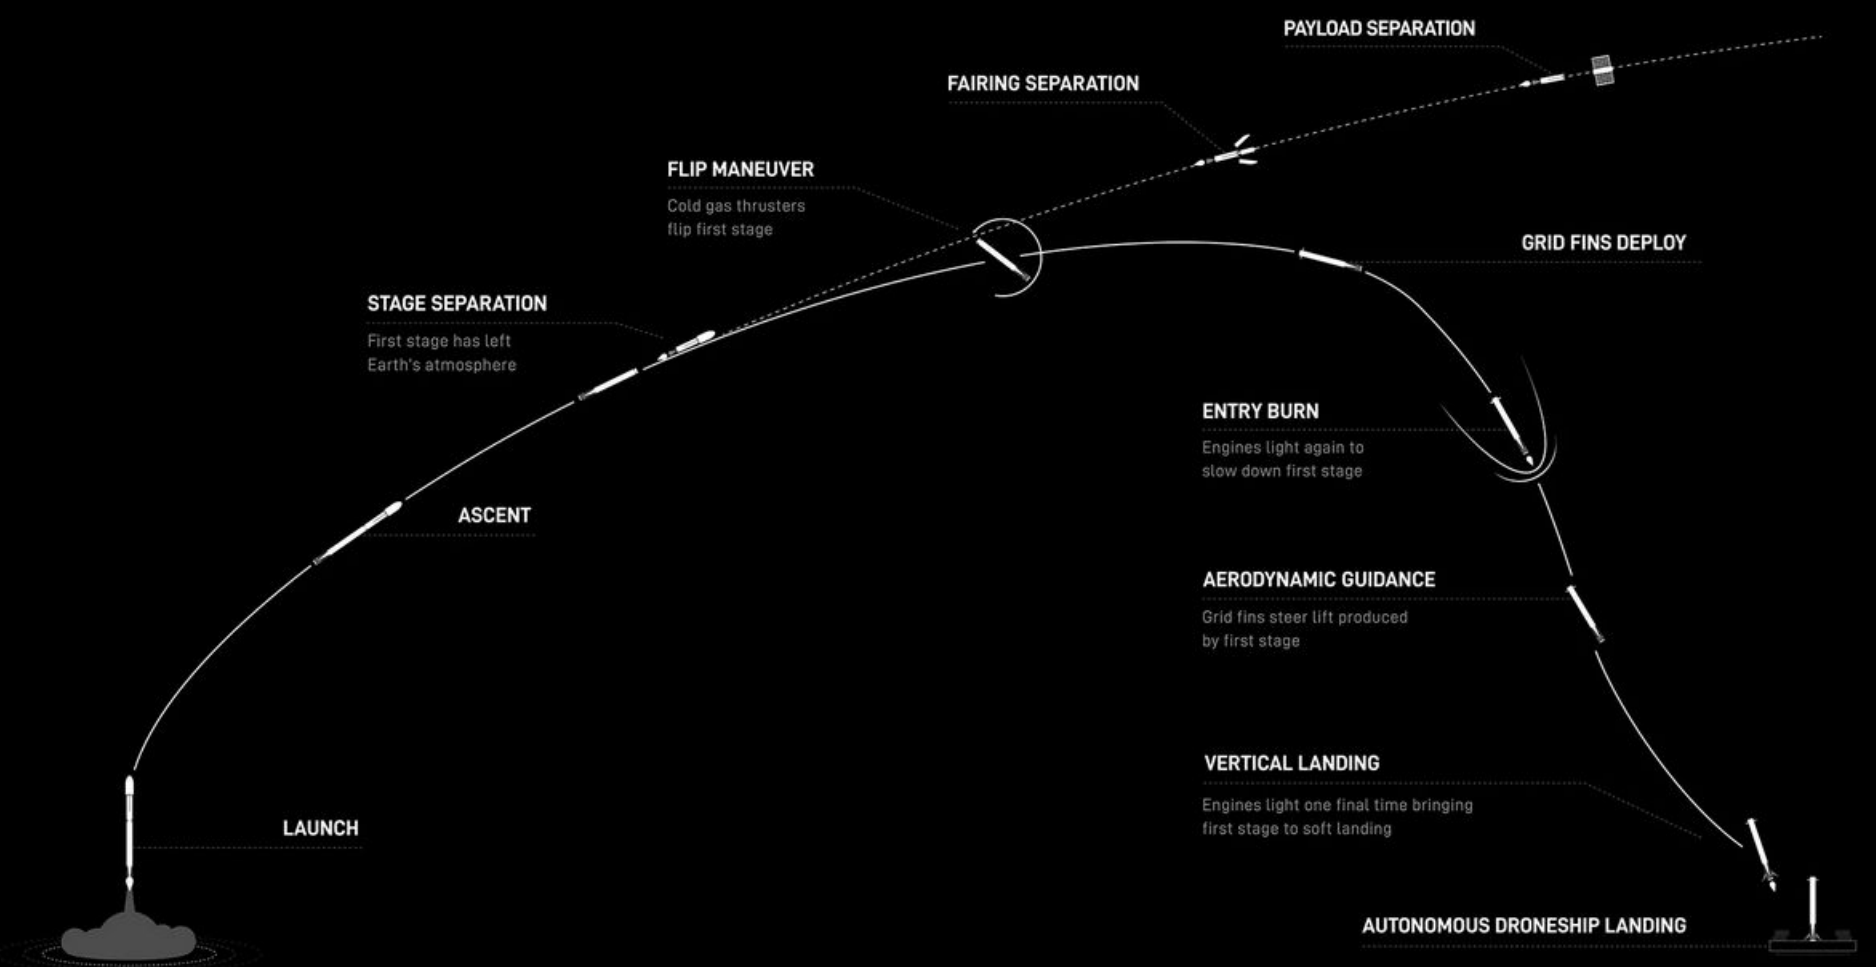 PAYLOAD SEPARATION
FAIRING SEPARATION
FLIP MANEUVER
Cold gas thrusters
flip first stage
GRID FINS DEPLOY
STAGE SEPARATION
First stage has left
Earth's atmosphere
ENTRY BURN
Engines light again to
slow down first stage
ASCENT
AERODYNAMIC GUIDANCE
Grid fins steer lift produced
by first stage
VERTICAL LANDING
Engines light one final time bringing
first stage to soft landing
LAUNCH
AUTONOMOUS DRONESHIP LANDING